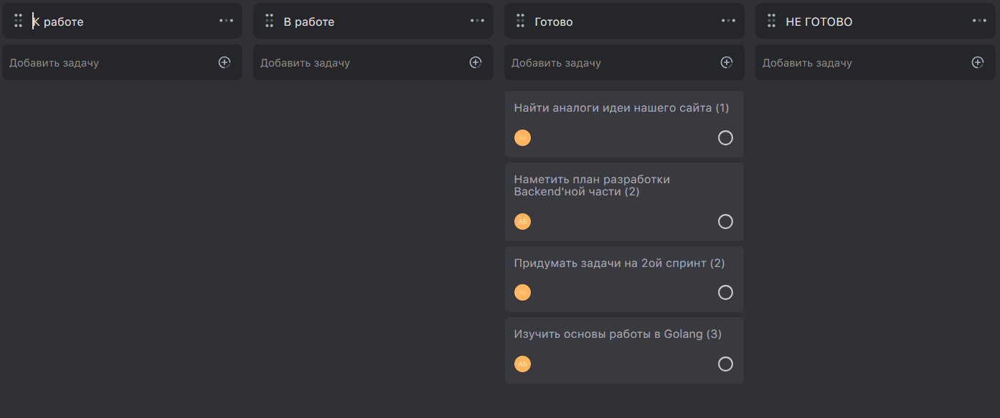 К работе
В работе
Готово
НЕ ГОТОВО
Добавить задачу
Добавить задачу
Добавить задачу
Добавить задачу
Найти аналоги идеи нашего сайта (1)
Наметить план разработки
Backend'ной части (2)
АБ
Придумать задачи на 2ой спринт (2)
Изучить основы работы в Golang (3)
АБ